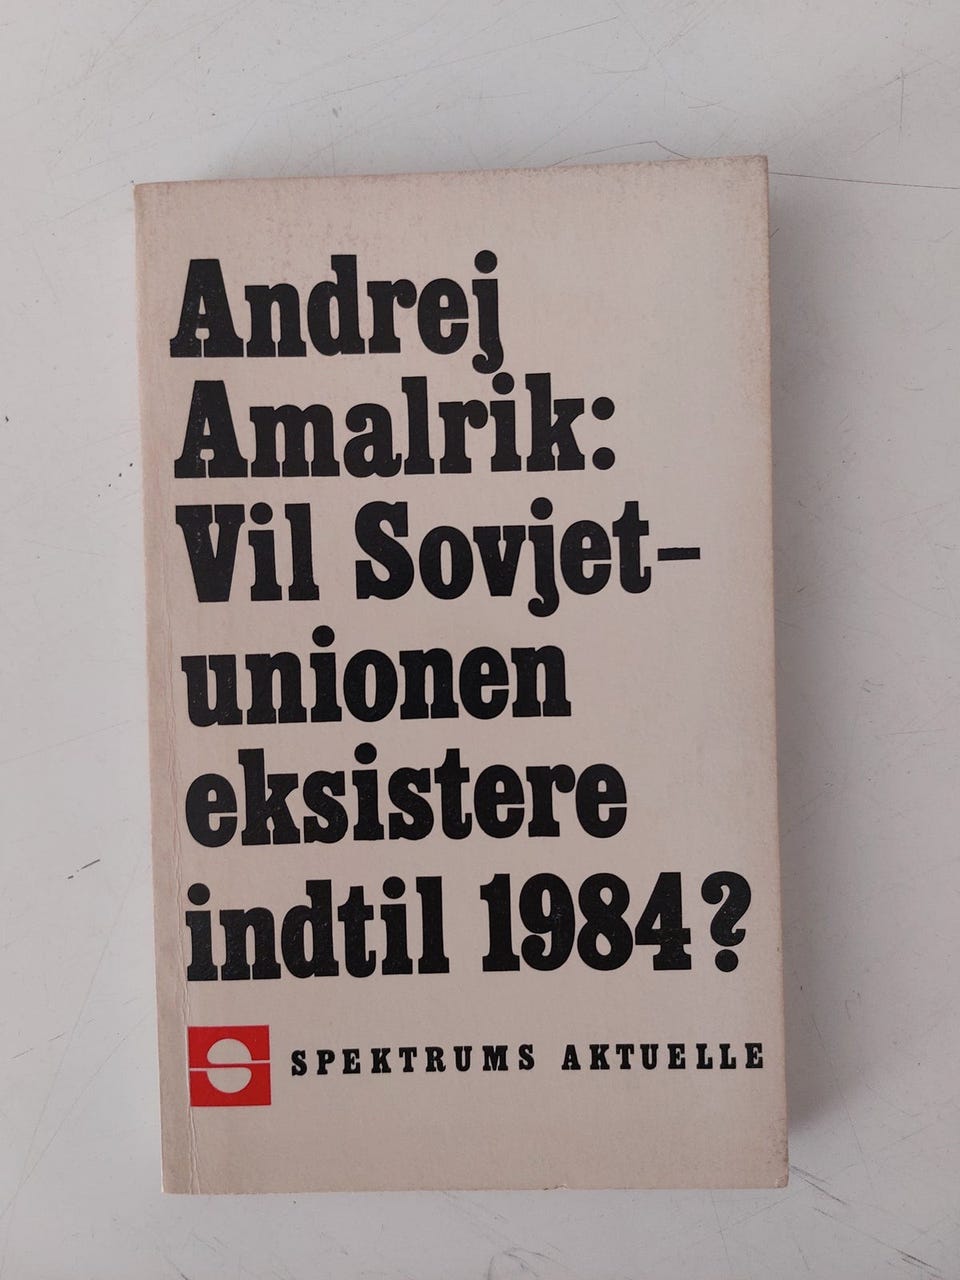 Andrej
Amalrik:
Vil Sovjet-
unionen
eksistere
indtil 1984?
SPEKTRUMS AKTUELLE